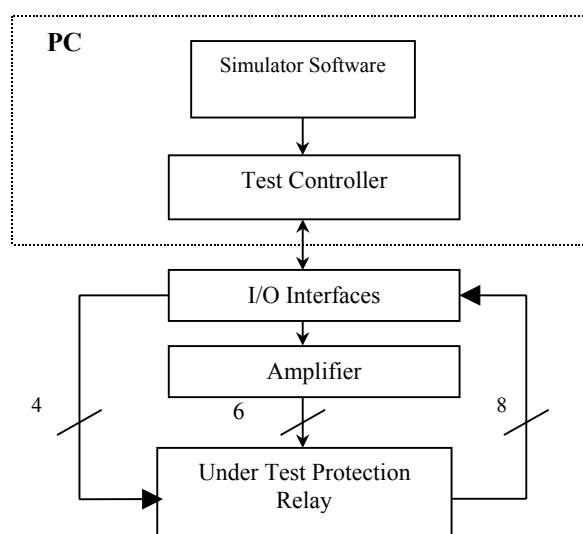 PC
Simulator Software
Test Controller
I/O Interfaces
Amplifier
4
6
8
Under Test Protection
Relay